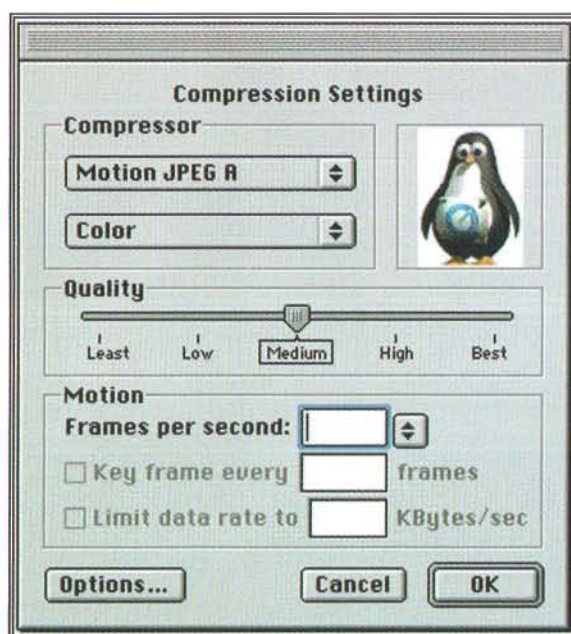 Compression Settings
Compressor
Motion JPEG A
Color
Quality
Least Low Medium High Best
Motion
Frames per second:
Key frame every frames
Limit data rate to KBytes/sec
Options... Cancel OK